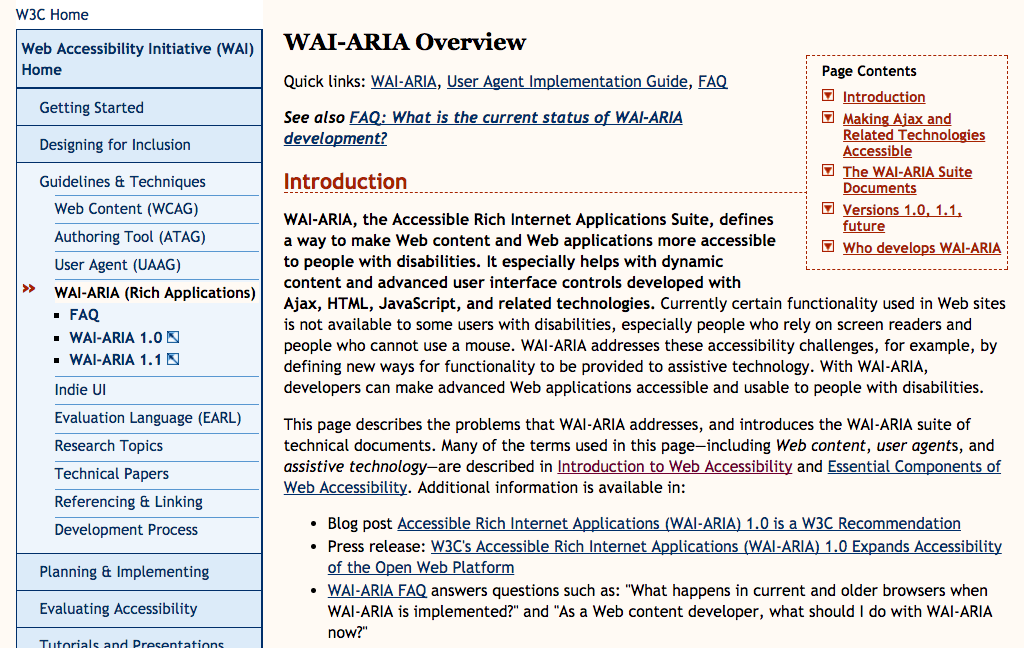 W3C Home
Web Accessibility Initiative (WAI)
Home
Getting Started
Designing for Inclusion
Guidelines & Techniques
Web Content (WCAG)
Authoring Tool (ATAG)
User Agent (UAAG)
WAI-ARIA (Rich Applications)
FAQ
WAI-ARIA 1.0
WAI-ARIA 1.1
Indie UI
Evaluation Language (EARL)
Research Topics
Technical Papers
Referencing & Linking
Development Process
Planning & Implementing
Evaluating Accessibility
Tutorials and Presentations
WAI-ARIA Overview
Quick links: WAI-ARIA, User Agent Implementation Guide, FAQ
See also FAQ: What is the current status of WAI-ARIA
development?
Page Contents
Introduction
Making Ajax and
Related Technologies
Accessible
The WAI-ARIA Suite
Documents
Versions 1.0, 1.1,
future
Who develops WAI-ARIA
Introduction
WAI-ARIA, the Accessible Rich Internet Applications Suite, defines
a way to make Web content and Web applications more accessible
to people with disabilities. It especially helps with dynamic
content and advanced user interface controls developed with
Ajax, HTML, JavaScript, and related technologies. Currently certain functionality used in Web sites
is not available to some users with disabilities, especially people who rely on screen readers and
people who cannot use a mouse. WAI-ARIA addresses these accessibility challenges, for example, by
defining new ways for functionality to be provided to assistive technology. With WAI-ARIA,
developers can make advanced Web applications accessible and usable to people with disabilities.
This page describes the problems that WAI-ARIA addresses, and introduces the WAI-ARIA suite of
technical documents. Many of the terms used in this page—including Web content, user agents, and
assistive technology—are described in Introduction to Web Accessibility and Essential Components of
Web Accessibility. Additional information is available in:
• Blog post Accessible Rich Internet Applications (WAI-ARIA) 1.0 is a W3C Recommendation
• Press release: W3C's Accessible Rich Internet Applications (WAI-ARIA) 1.0 Expands Accessibility
of the Open Web Platform
• WAI-ARIA FAQ answers questions such as: "What happens in current and older browsers when
WAI-ARIA is implemented?" and "As a Web content developer, what should I do with WAI-ARIA
now?"